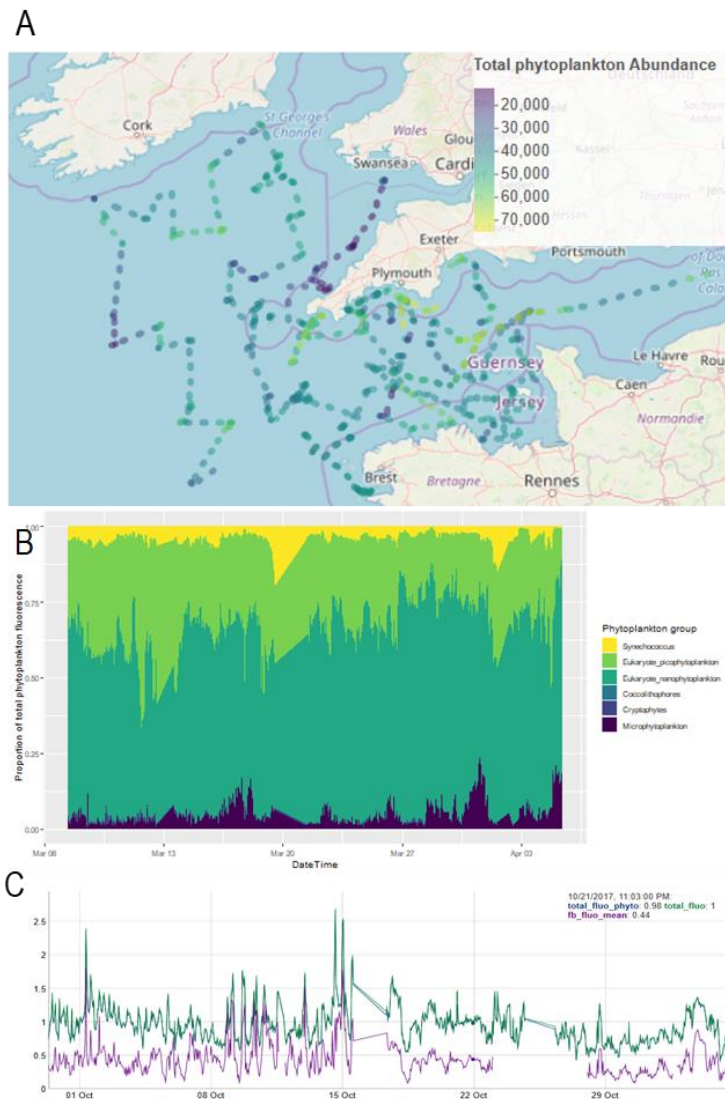 A
Total phytoplankton Abundance
20,000
30,000
40,000
50,000
60,000
70,000
Cork
St George's
Channel
Wales
Swansea
Cardi
Kassel
Exeter
Plymouth
Portsmouth
Guernsey
Jersey
Le Havre
Rou
Caen
Normandie
Brest
Bretagne
Rennes
B
1.00
0.75
0.50
0.25
0.00
Proportion of total phytoplankton fluorescence
Mar 06
Mar 13
Mar 20
Mar 27
Apr 03
DateTime
Phytoplankton group
Synechococcus
Eukaryote_picophytoplankton
Eukaryote_nanophytoplankton
Coccolithophores
Cryptophytes
Microphytoplankton
C
10/21/2017, 11:03:00 PM:
total_fluo_phyto: 0.98 total_fluo: 1
fb_fluo_mean: 0.44
2.5
2
1.5
1
0.5
0
01 Oct
08 Oct
15 Oct
22 Oct
29 Oct